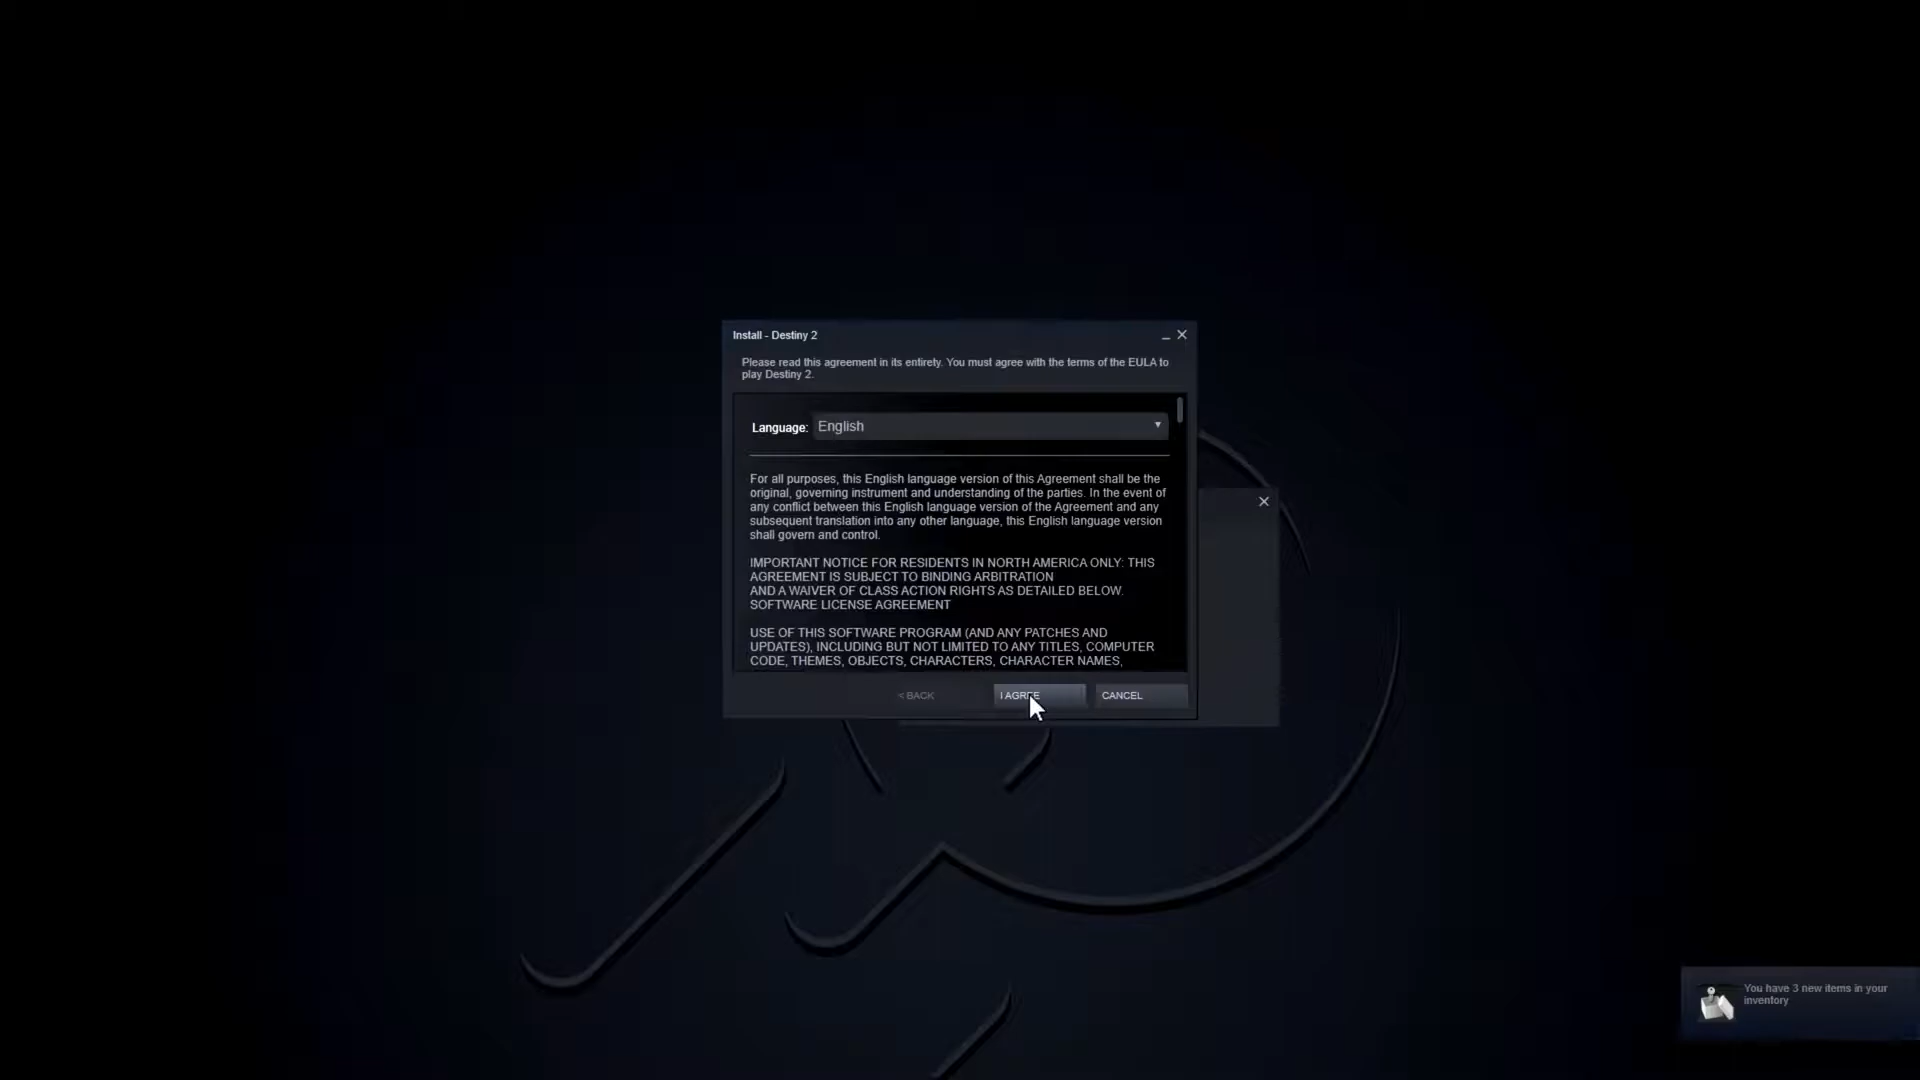 Install - Destiny 2
Please read this agreement in its entirety. You must agree with the terms of the EULA to
play Destiny 2.
Language: English
For all purposes, this English language version of this Agreement shall be the
original, governing instrument and understanding of the parties. In the event of
any conflict between this English language version of the Agreement and any
subsequent translation into any other language, this English language version
shall govern and control.
IMPORTANT NOTICE FOR RESIDENTS IN NORTH AMERICA ONLY: THIS
AGREEMENT IS SUBJECT TO BINDING ARBITRATION
AND A WAIVER OF CLASS ACTION RIGHTS AS DETAILED BELOW.
SOFTWARE LICENSE AGREEMENT
USE OF THIS SOFTWARE PROGRAM (AND ANY PATCHES AND
UPDATES), INCLUDING BUT NOT LIMITED TO ANY TITLES, COMPUTER
CODE, THEMES, OBJECTS, CHARACTERS, CHARACTER NAMES,
< BACK
I AGREE
CANCEL
You have 3 new items in your
inventory